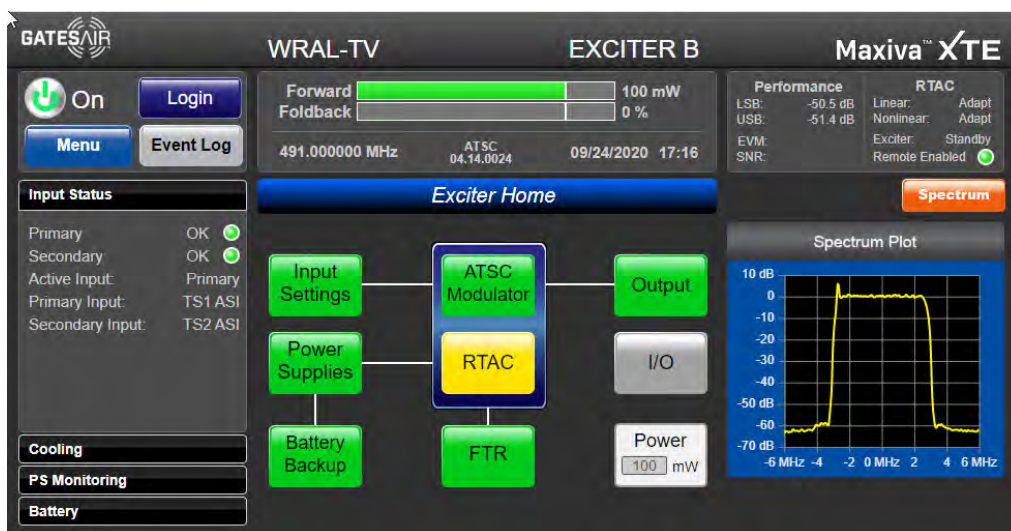 GATESAIR
WRAL-TV
EXCITER B
Maxiva™ XTE
On
Login
Menu
Event Log
Forward
100 mW
Foldback
0 %
491.000000 MHz
ATSC
04.14.0024
09/24/2020 17:16
Performance
LSB: -50.5 dB
USB: -51.4 dB
EVM:
SNR:
RTAC
Linear: Adapt
Nonlinear: Adapt
Exciter: Standby
Remote Enabled
Input Status
Primary OK
Secondary OK
Active Input: Primary
Primary Input: TS1 ASI
Secondary Input: TS2 ASI
Cooling
PS Monitoring
Battery
Exciter Home
Input
Settings
ATSC
Modulator
Output
Power
Supplies
RTAC
I/O
Battery
Backup
FTR
Power
100 mW
Spectrum
Spectrum Plot
10 dB
0
-10
-20
-30
-40
-50 dB
-60
-70 dB
-6 MHz -4 -2 0 MHz 2 4 6 MHz